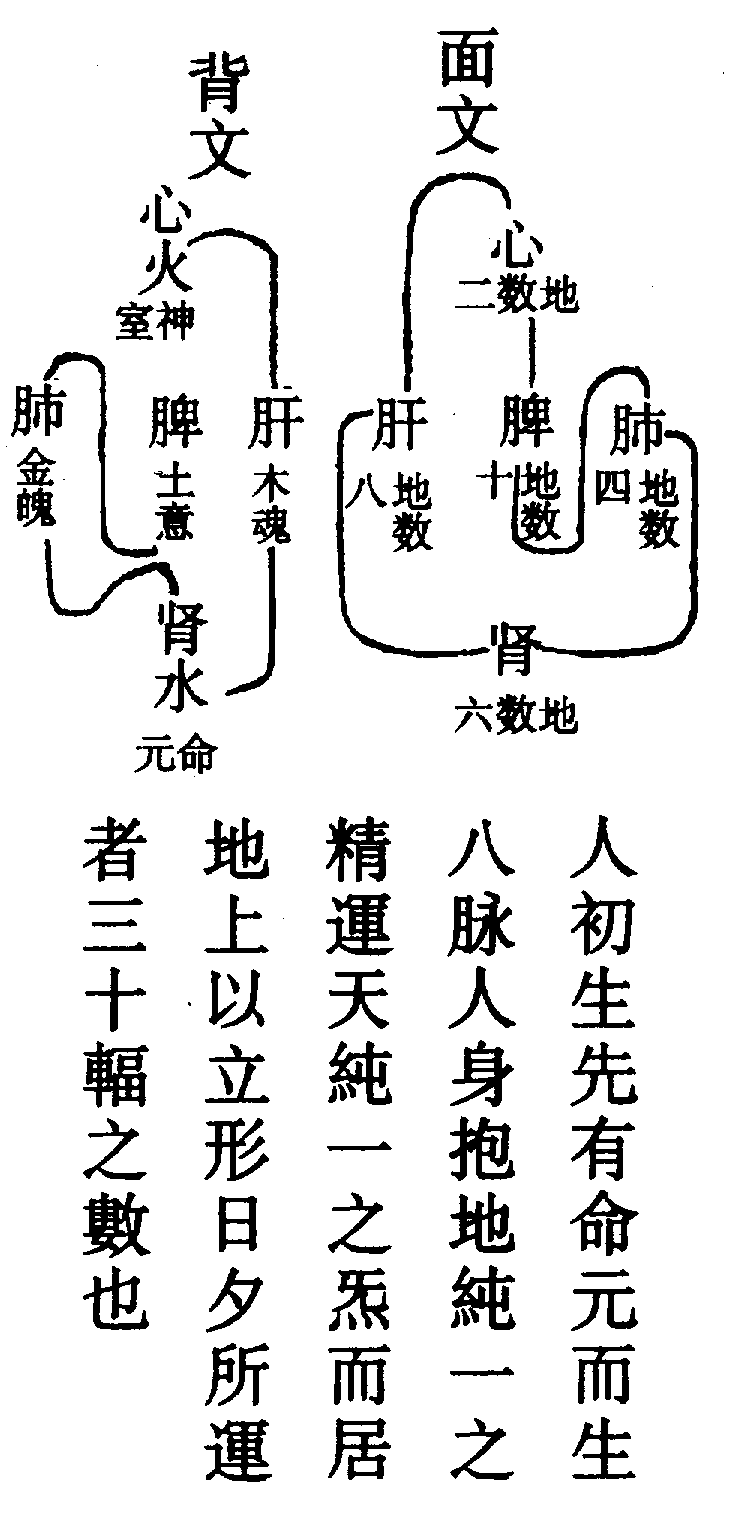 面文
心
地数二
肺
地数四
脾
地数十
肝
地数八
肾
地数六
背文
心火
神室
肝
木魂
脾
土意
肺
金魄
肾水
命元
人初生先有命元而生
八脉人身抱地純一之
精運天純一之炁而居
地上以立形日夕所運
者三十輻之數也